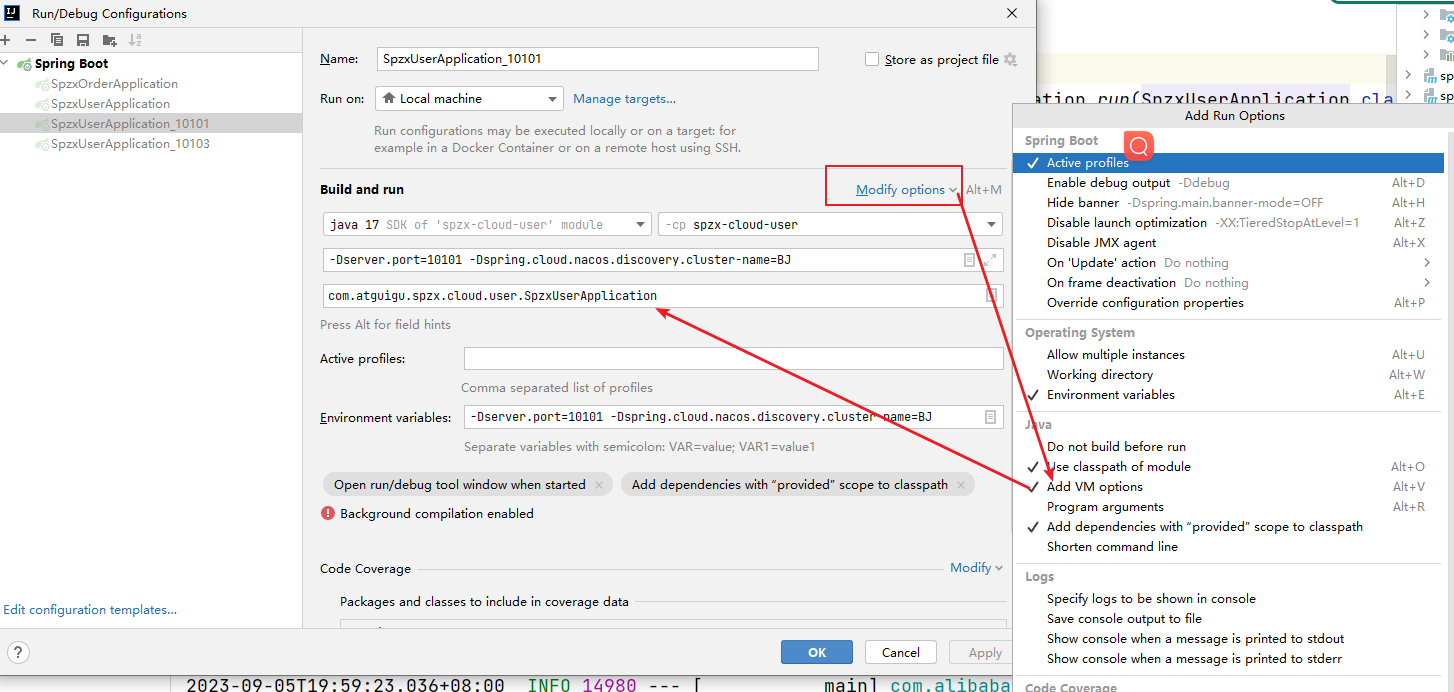 Run/Debug Configurations
Spring Boot
SpzxOrderApplication
SpzxUserApplication
SpzxUserApplication_10101
SpzxUserApplication_10103
Edit configuration templates...
Name: SpzxUserApplication_10101 Store as project file
Run on: Local machine Manage targets...
Run configurations may be executed locally or on a target: for
example in a Docker Container or on a remote host using SSH.
Build and run Modify options Alt+M
java 17 SDK of 'spzx-cloud-user' module -cp spzx-cloud-user
-Dserver.port=10101 -Dspring.cloud.nacos.discovery.cluster-name=BJ
com.atguigu.spzx.cloud.user.SpzxUserApplication
Press Alt for field hints
Active profiles:
Comma separated list of profiles
Environment variables: -Dserver.port=10101 -Dspring.cloud.nacos.discovery.cluster-name=BJ
Separate variables with semicolon: VAR=value; VAR1=value1
Open run/debug tool window when started × Add dependencies with “provided” scope to classpath ×
Background compilation enabled
Code Coverage Modify
Packages and classes to include in coverage data
? OK Cancel Apply
ation.run(SpzxUserApplication.cla
sp
sp
Add Run Options
Spring Boot
Active profiles
Enable debug output -Ddebug Alt+D
Hide banner -Dspring.main.banner-mode=OFF Alt+H
Disable launch optimization -XX:TieredStopAtLevel=1 Alt+Z
Disable JMX agent Alt+X
On 'Update' action Do nothing
On frame deactivation Do nothing
Override configuration properties Alt+P
Operating System
Allow multiple instances Alt+U
Working directory Alt+W
Environment variables Alt+E
Java
Do not build before run
Use classpath of module Alt+O
Add VM options Alt+V
Program arguments Alt+R
Add dependencies with “provided” scope to classpath
Shorten command line
Logs
Specify logs to be shown in console
Save console output to file
Show console when a message is printed to stdout
Show console when a message is printed to stderr
Code Coverage
2023-09-05T19:59:23.036+08:00 INFO 14980 --- [ main] com.alibaba